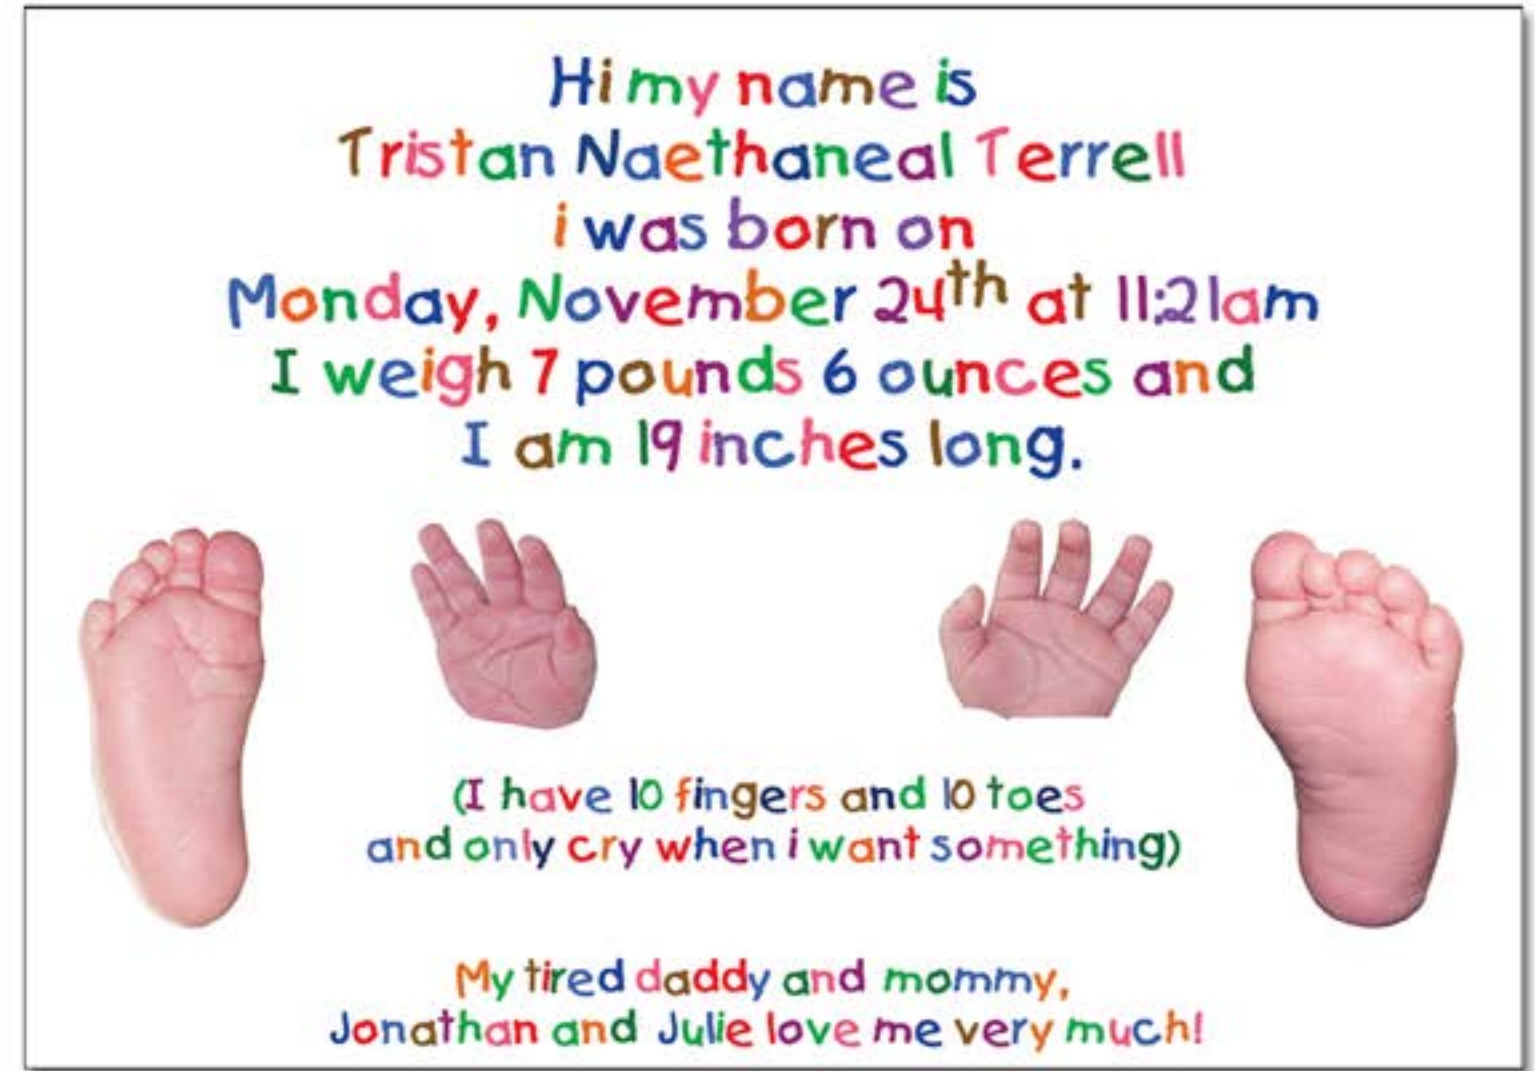 Hi my name is
Tristan Naethaneal Terrell
i was born on
Monday, November 24th at 11:21am
I weigh 7 pounds 6 ounces and
I am 19 inches long.
(I have 10 fingers and 10 toes
and only cry when i want something)
My tired daddy and mommy,
Jonathan and Julie love me very much!